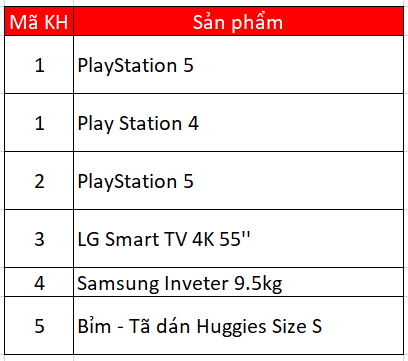 Mã KH Sản phẩm
1 PlayStation 5
1 Play Station 4
2 PlayStation 5
3 LG Smart TV 4K 55''
4 Samsung Inveter 9.5kg
5 Bỉm - Tã dán Huggies Size S